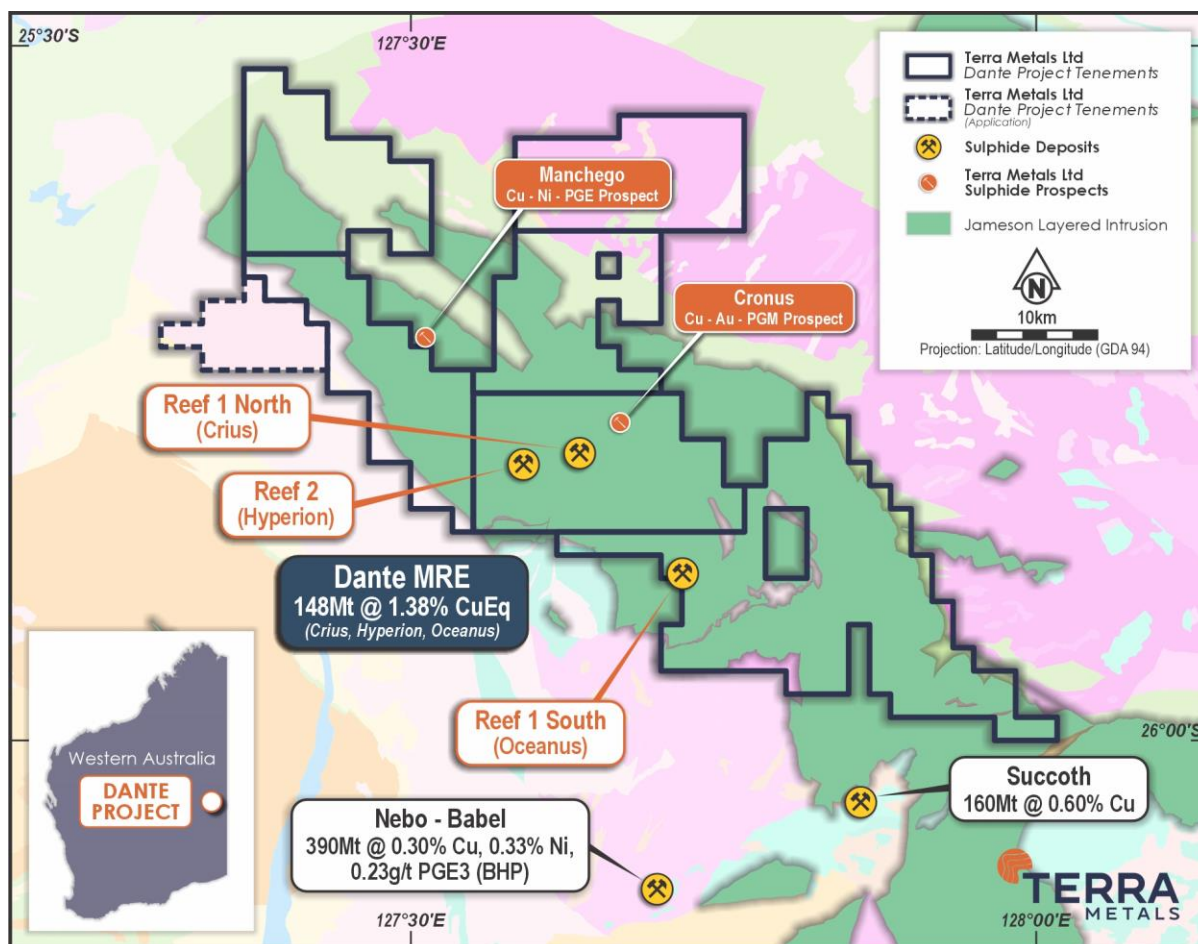 25°30'S
127°30'E
Terra Metals Ltd
Dante Project Tenements
Terra Metals Ltd
Dante Project Tenements
(Application)
Sulphide Deposits
Terra Metals Ltd
Sulphide Prospects
Jameson Layered Intrusion
N
10km
Projection: Latitude/Longitude (GDA 94)
Manchego
Cu - Ni - PGE Prospect
Cronus
Cu - Au - PGM Prospect
Reef 1 North
(Crius)
Reef 2
(Hyperion)
Dante MRE
148Mt @ 1.38% CuEq
(Crius, Hyperion, Oceanus)
Reef 1 South
(Oceanus)
26°00'S
Western Australia
DANTE
PROJECT
Succoth
160Mt @ 0.60% Cu
Nebo - Babel
390Mt @ 0.30% Cu, 0.33% Ni,
0.23g/t PGE3 (BHP)
TERRA
METALS
127°30'E
128°00'E